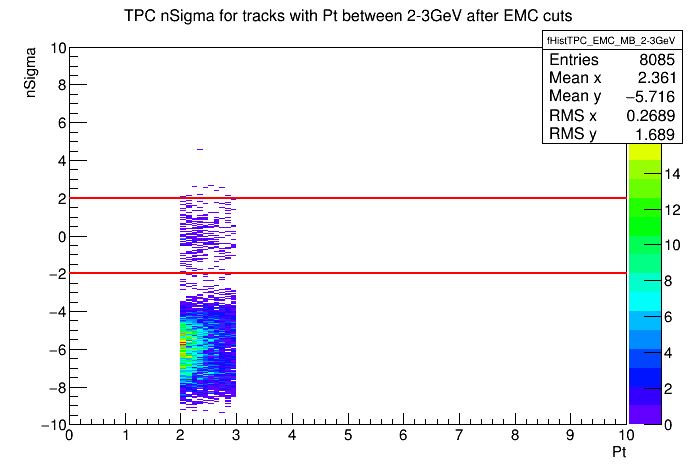 TPC nSigma for tracks with Pt between 2-3GeV after EMC cuts
fHistTPC_EMC_MB_2-3GeV
Entries 8085
Mean x 2.361
Mean y −5.716
RMS x 0.2689
RMS y 1.689
nSigma
10
8
6
4
2
0
−2
−4
−6
−8
−10
0 1 2 3 4 5 6 7 8 9 10
Pt
14
12
10
8
6
4
2
0